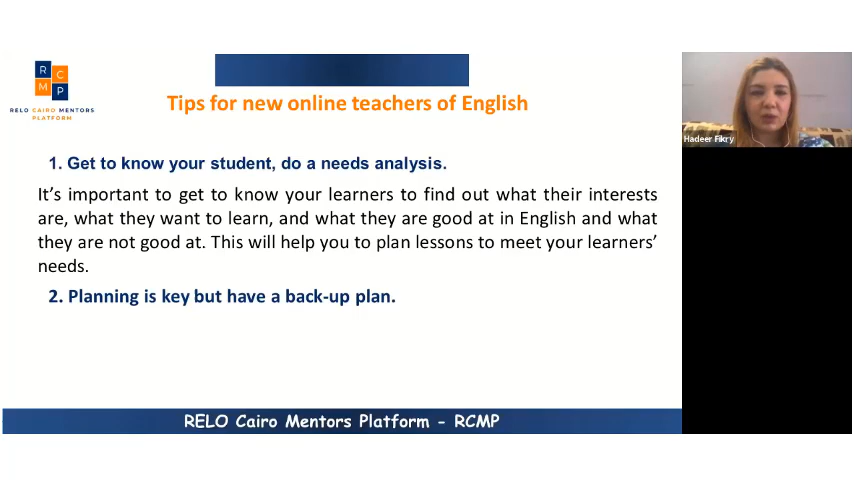 R
C
M
P
RELO CAIRO MENTORS
PLATFORM
Tips for new online teachers of English
Hadeer Fikry
1. Get to know your student, do a needs analysis.
It's important to get to know your learners to find out what their interests
are, what they want to learn, and what they are good at in English and what
they are not good at. This will help you to plan lessons to meet your learners'
needs.
2. Planning is key but have a back-up plan.
RELO Cairo Mentors Platform - RCMP